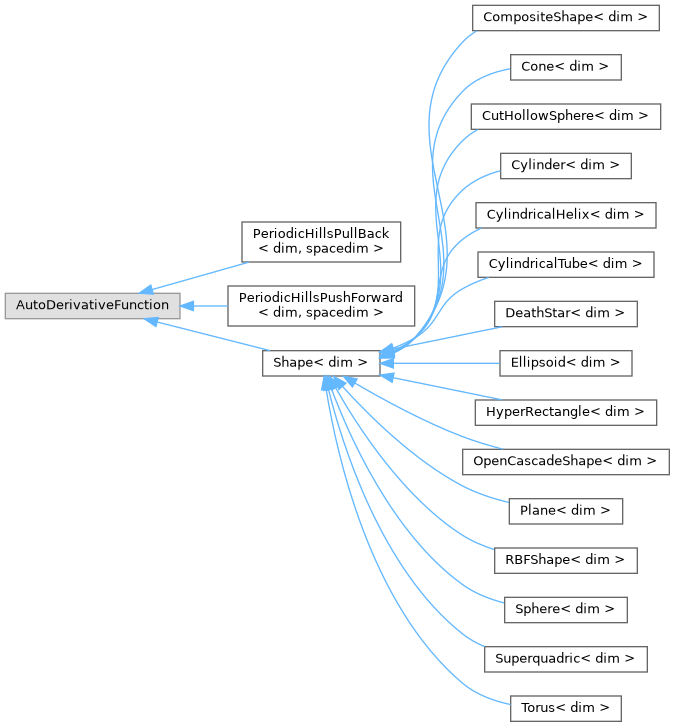 CompositeShape< dim >
Cone< dim >
CutHollowSphere< dim >
Cylinder< dim >
CylindricalHelix< dim >
PeriodicHillsPullBack
< dim, spacedim >
CylindricalTube< dim >
AutoDerivativeFunction
PeriodicHillsPushForward
< dim, spacedim >
DeathStar< dim >
Shape< dim >
Ellipsoid< dim >
HyperRectangle< dim >
OpenCascadeShape< dim >
Plane< dim >
RBFShape< dim >
Sphere< dim >
Superquadric< dim >
Torus< dim >